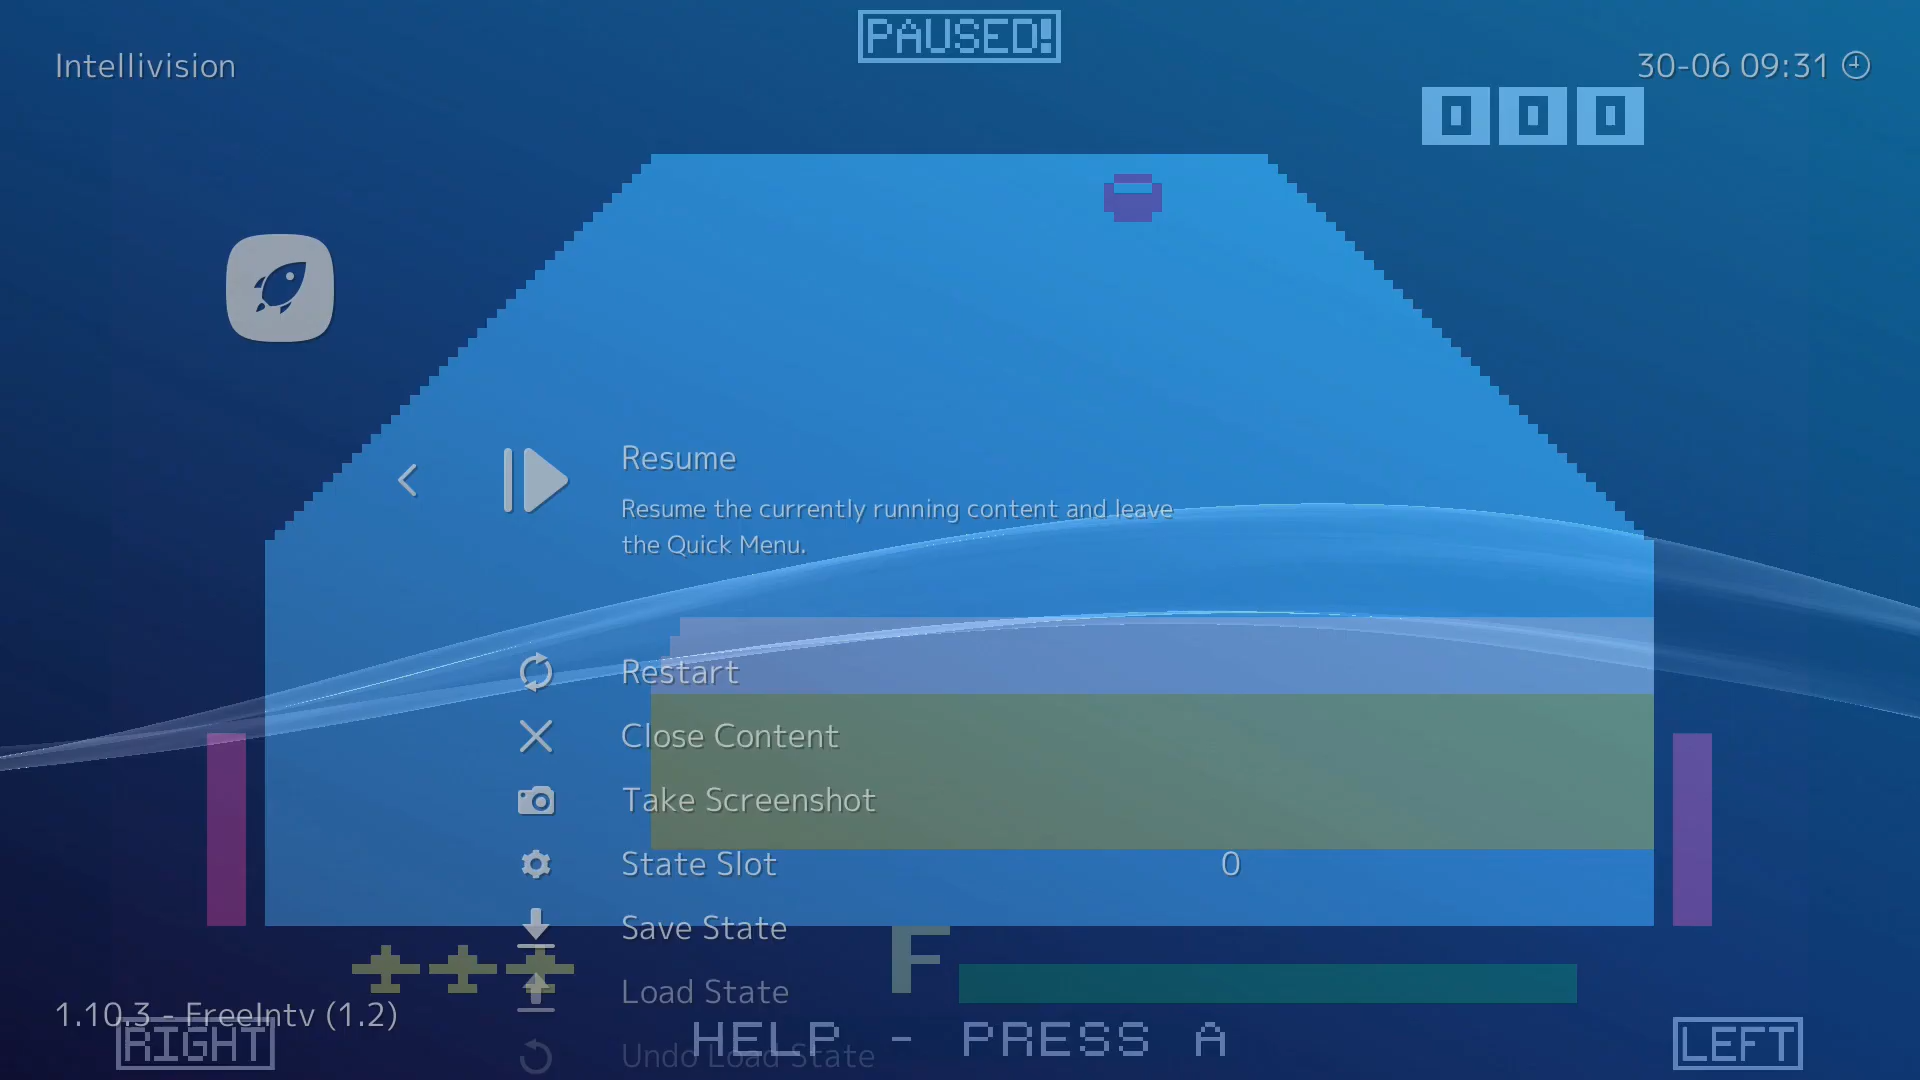 PAUSED!
Intellivision
30-06 09:31
000
Resume
Resume the currently running content and leave
the Quick Menu.
Restart
Close Content
Take Screenshot
State Slot 0
Save State
F
Load State
1.10.3 - FreeIntv (1.2)
RIGHT
HELP - PRESS A
LEFT
Undo Load State